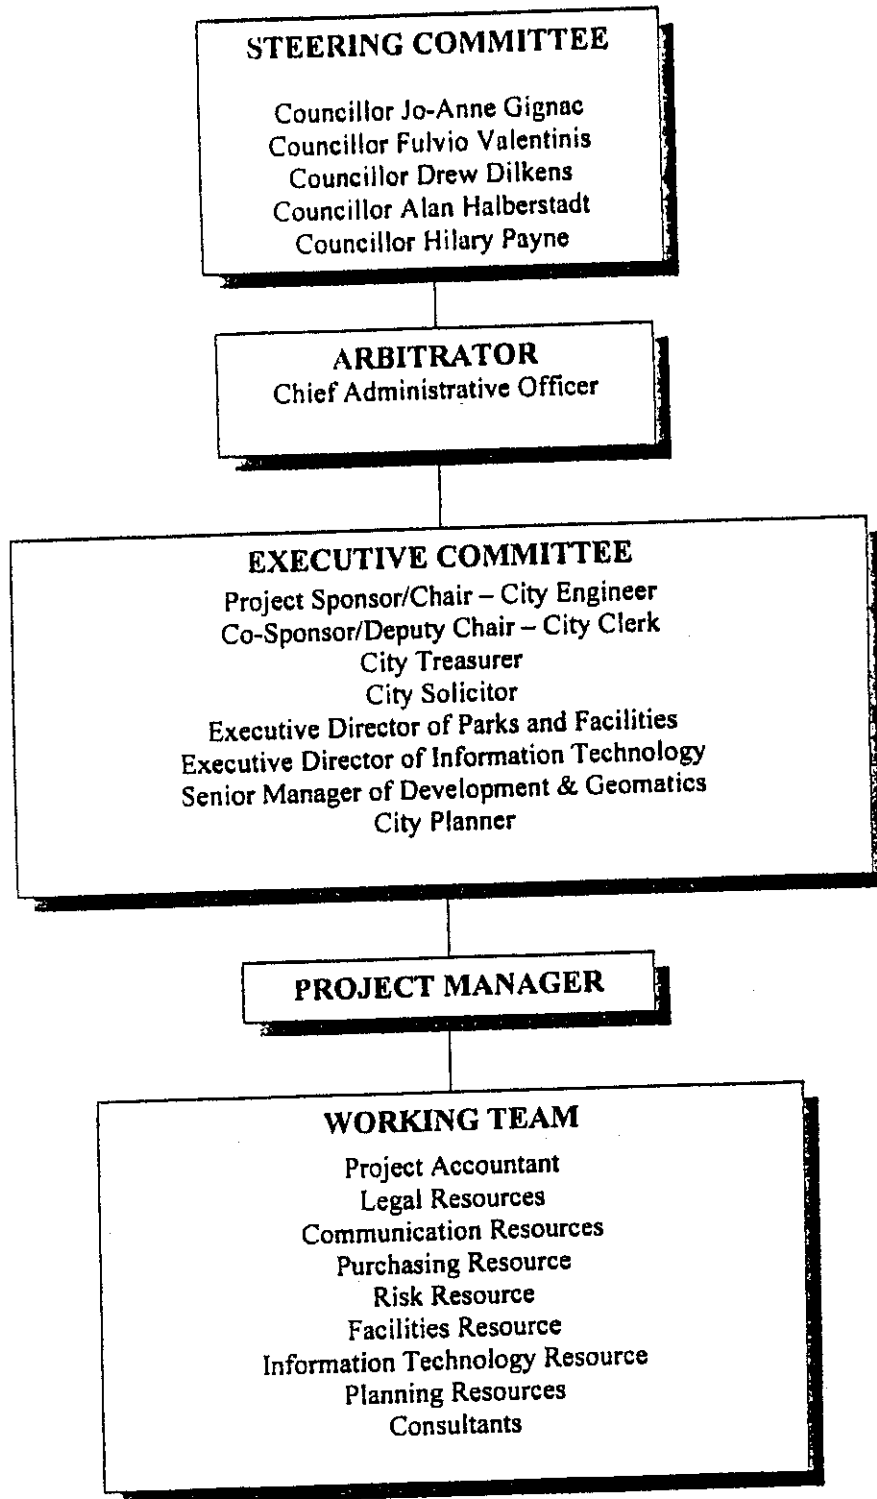 STEERING COMMITTEE
Councillor Jo-Anne Gignac
Councillor Fulvio Valentinis
Councillor Drew Dilkens
Councillor Alan Halberstadt
Councillor Hilary Payne
ARBITRATOR
Chief Administrative Officer
EXECUTIVE COMMITTEE
Project Sponsor/Chair – City Engineer
Co-Sponsor/Deputy Chair – City Clerk
City Treasurer
City Solicitor
Executive Director of Parks and Facilities
Executive Director of Information Technology
Senior Manager of Development & Geomatics
City Planner
PROJECT MANAGER
WORKING TEAM
Project Accountant
Legal Resources
Communication Resources
Purchasing Resource
Risk Resource
Facilities Resource
Information Technology Resource
Planning Resources
Consultants